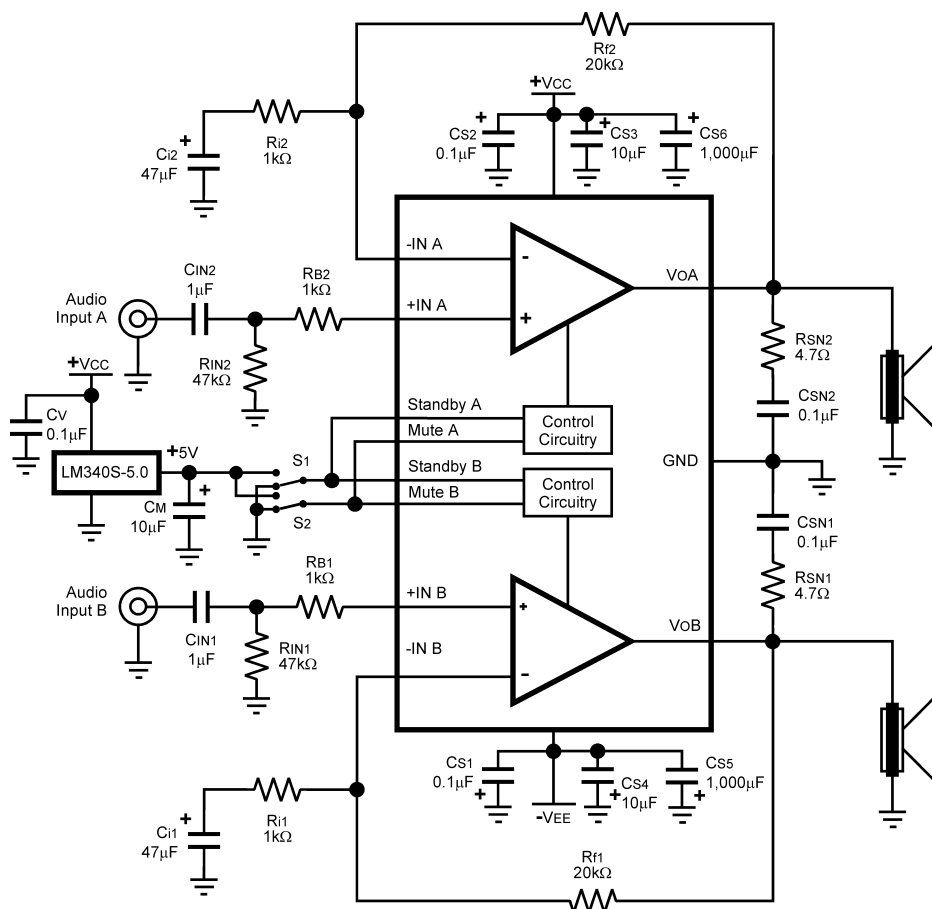 Rf2
20kΩ
+VCC
Ri2
1kΩ
+
Ci2
47µF
+
CS2
0.1µF
+
CS3
10µF
+
CS6
1,000µF
-IN A
-
VOA
CIN2
1µF
RB2
1kΩ
Audio
Input A
+IN A
+
RIN2
47kΩ
RSN2
4.7Ω
+VCC
CV
0.1µF
CSN2
0.1µF
Standby A
Mute A
Control
Circuitry
LM340S-5.0
+5V
S1
GND
Standby B
Mute B
Control
Circuitry
+
CM
10µF
S2
CSN1
0.1µF
RB1
1kΩ
RSN1
4.7Ω
Audio
Input B
+IN B
+
CIN1
1µF
RIN1
47kΩ
-IN B
VOB
-
CS1
0.1µF
+
CS4
10µF
+
CS5
1,000µF
+
-VEE
Ri1
1kΩ
+
Ci1
47µF
Rf1
20kΩ